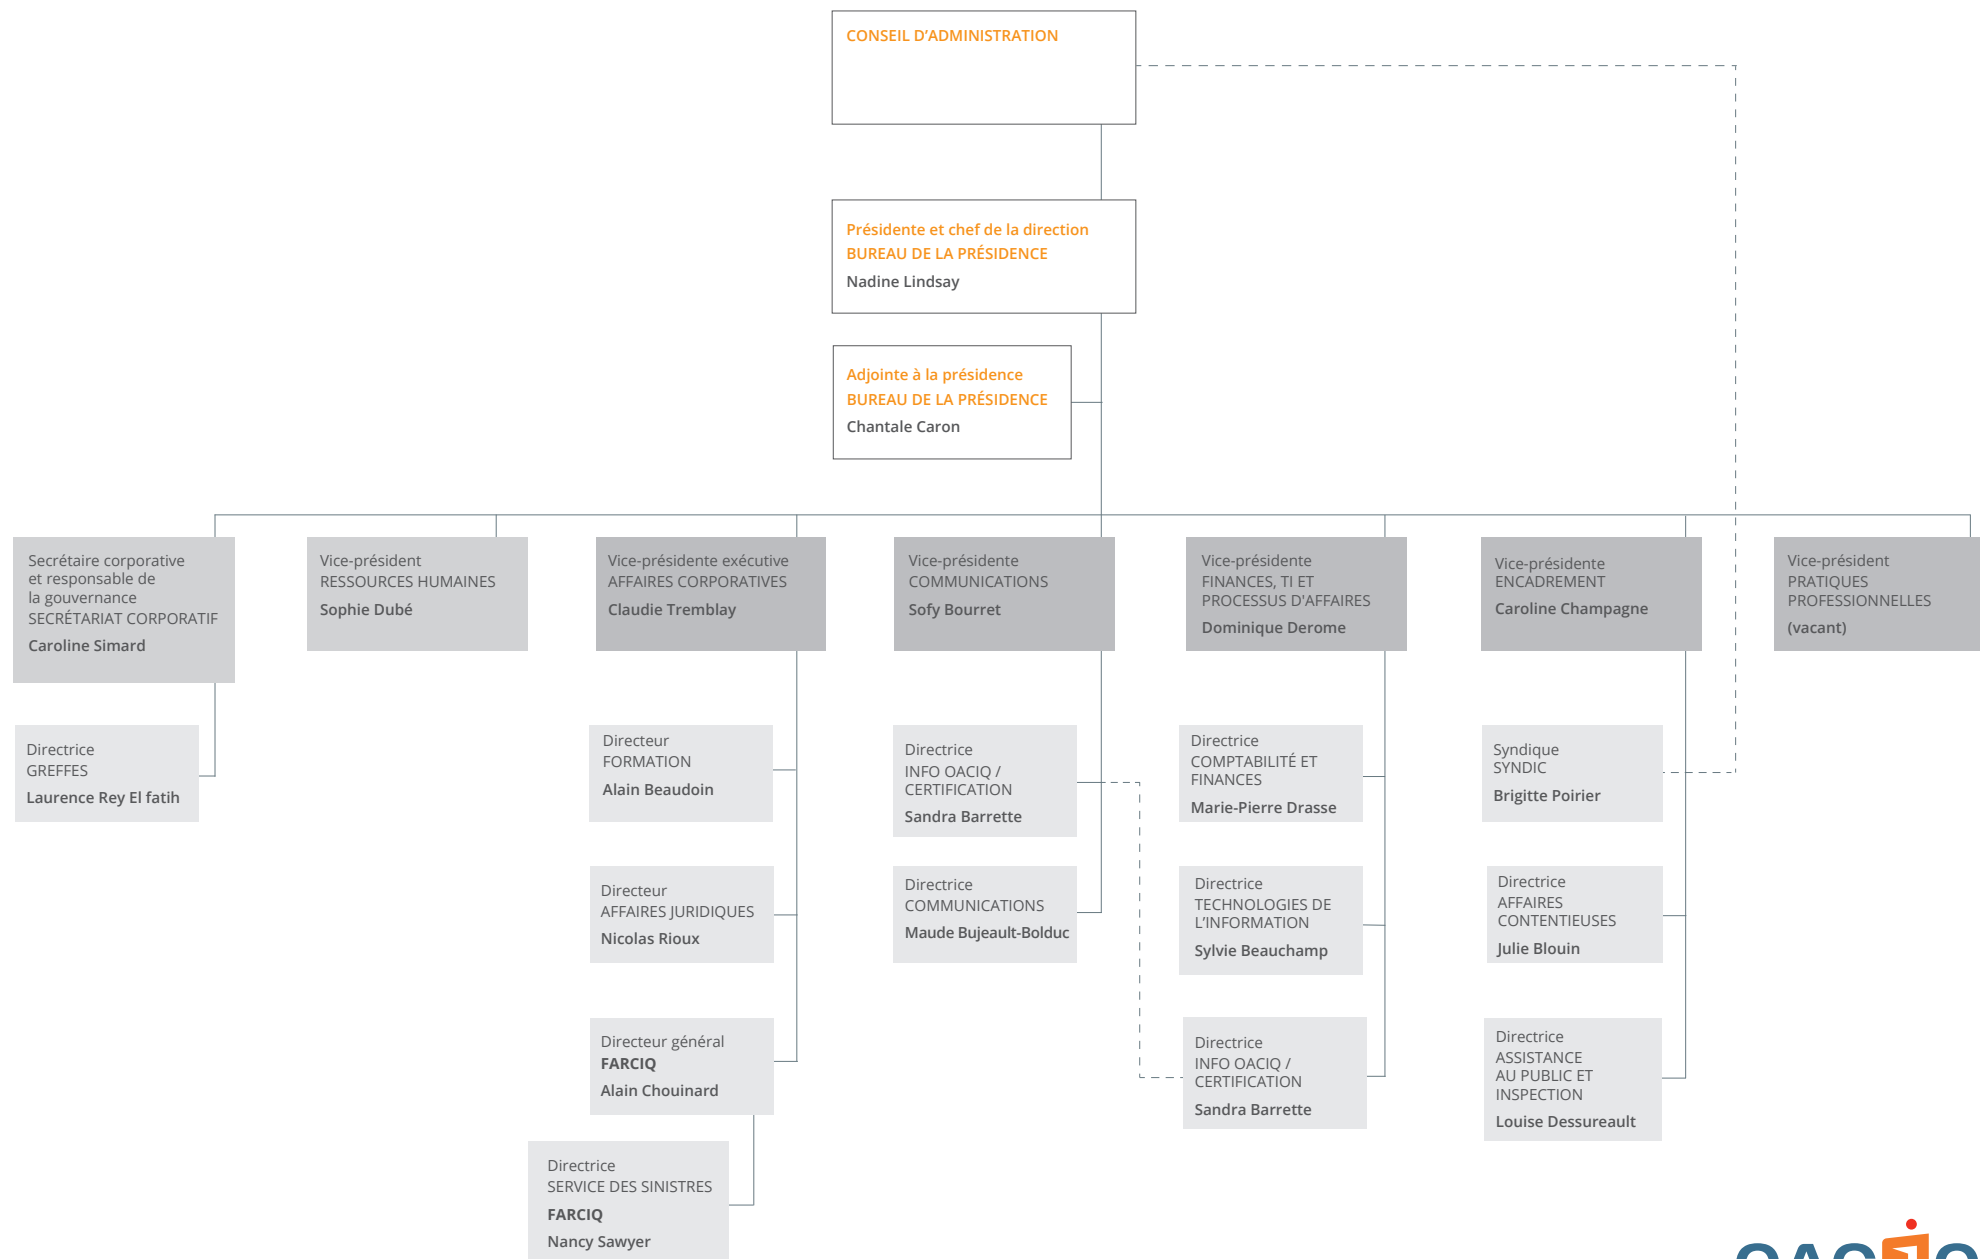 CONSEIL D’ADMINISTRATION
Présidente et chef de la direction
BUREAU DE LA PRÉSIDENCE
Nadine Lindsay
Adjointe à la présidence
BUREAU DE LA PRÉSIDENCE
Chantale Caron
Secrétaire corporative
et responsable de
la gouvernance
SECRÉTARIAT CORPORATIF
Caroline Simard
Vice-président
RESSOURCES HUMAINES
Sophie Dubé
Vice-présidente exécutive
AFFAIRES CORPORATIVES
Claudie Tremblay
Vice-présidente
COMMUNICATIONS
Sofy Bourret
Vice-présidente
FINANCES, TI ET
PROCESSUS D'AFFAIRES
Dominique Derome
Vice-présidente
ENCADREMENT
Caroline Champagne
Vice-président
PRATIQUES
PROFESSIONNELLES
(vacant)
Directrice
GREFFES
Laurence Rey El fatih
Directeur
FORMATION
Alain Beaudoin
Directrice
INFO OACIQ /
CERTIFICATION
Sandra Barrette
Directrice
COMPTABILITÉ ET
FINANCES
Marie-Pierre Drasse
Syndique
SYNDIC
Brigitte Poirier
Directeur
AFFAIRES JURIDIQUES
Nicolas Rioux
Directrice
COMMUNICATIONS
Maude Bujeault-Bolduc
Directrice
TECHNOLOGIES DE
L’INFORMATION
Sylvie Beauchamp
Directrice
AFFAIRES
CONTENTIEUSES
Julie Blouin
Directeur général
FARCIQ
Alain Chouinard
Directrice
INFO OACIQ /
CERTIFICATION
Sandra Barrette
Directrice
ASSISTANCE
AU PUBLIC ET
INSPECTION
Louise Dessureault
Directrice
SERVICE DES SINISTRES
FARCIQ
Nancy Sawyer